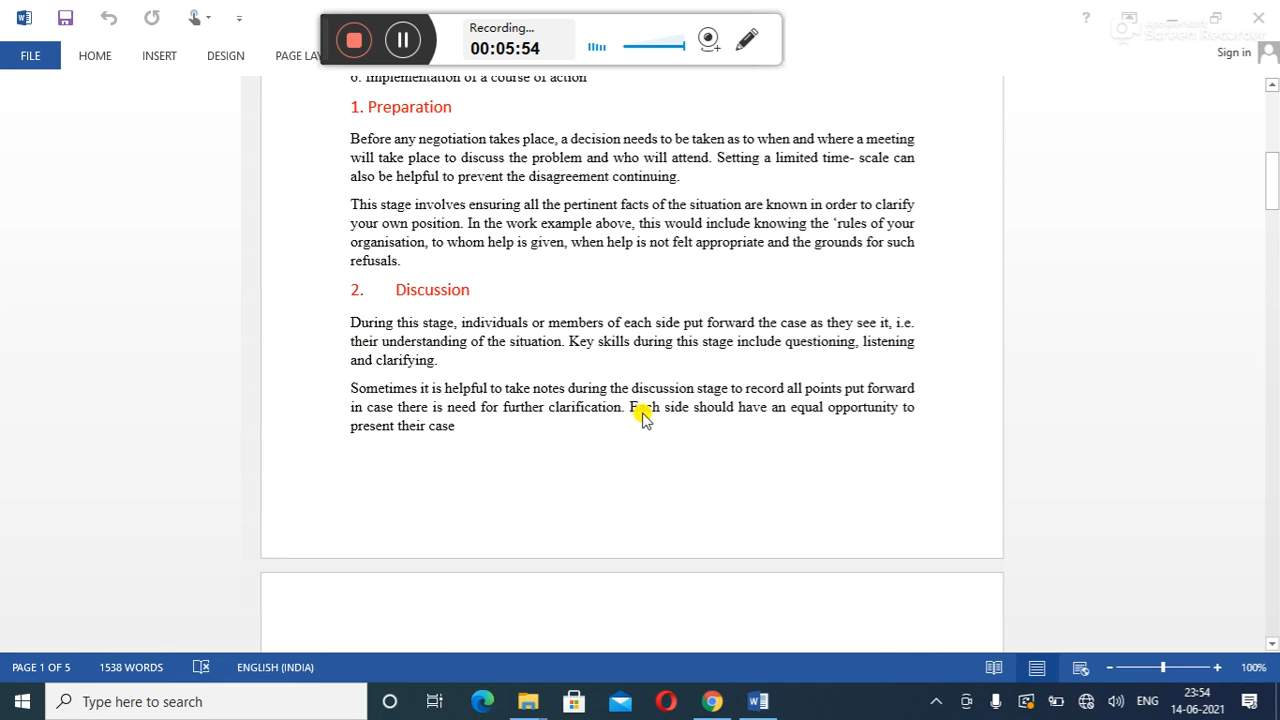 Recording...
00:05:54
Screen Recorder
Sign in
FILE HOME INSERT DESIGN PAGE LAY
6. Implementation of a course of action
1. Preparation
Before any negotiation takes place, a decision needs to be taken as to when and where a meeting
will take place to discuss the problem and who will attend. Setting a limited time- scale can
also be helpful to prevent the disagreement continuing.
This stage involves ensuring all the pertinent facts of the situation are known in order to clarify
your own position. In the work example above, this would include knowing the ‘rules of your
organisation, to whom help is given, when help is not felt appropriate and the grounds for such
refusals.
2. Discussion
During this stage, individuals or members of each side put forward the case as they see it, i.e.
their understanding of the situation. Key skills during this stage include questioning, listening
and clarifying.
Sometimes it is helpful to take notes during the discussion stage to record all points put forward
in case there is need for further clarification. Each side should have an equal opportunity to
present their case
PAGE 1 OF 5 1538 WORDS ENGLISH (INDIA) 100%
Type here to search
ENG
23:54
14-06-2021